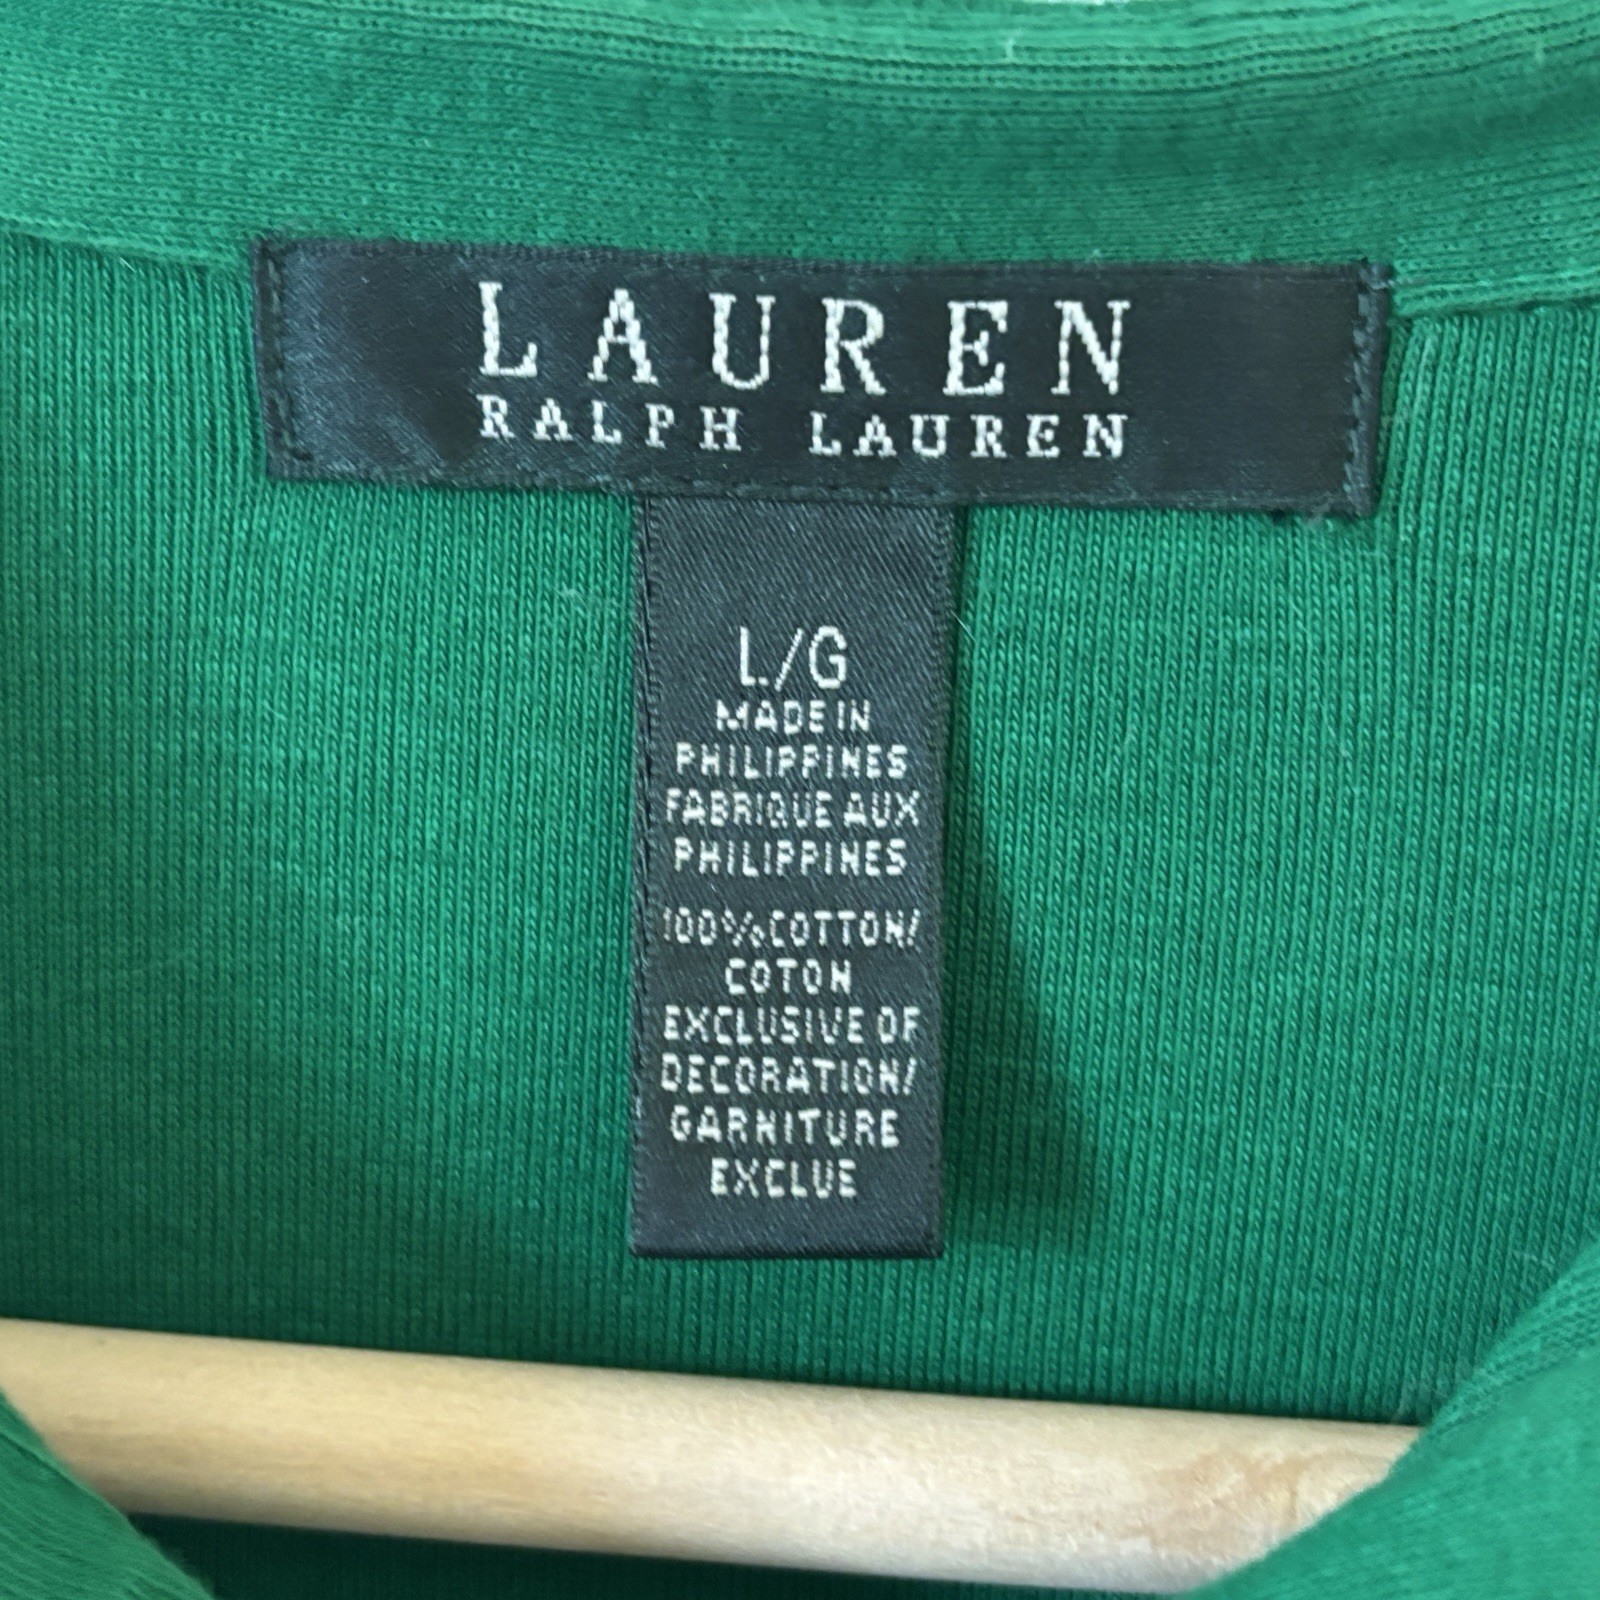 LAUREN
RALPH LAUREN
L/G
MADE IN
PHILIPPINES
FABRIQUE AUX
PHILIPPINES
100% COTTON/
COTON
EXCLUSIVE OF
DECORATION/
GARNITURE
EXCLUE